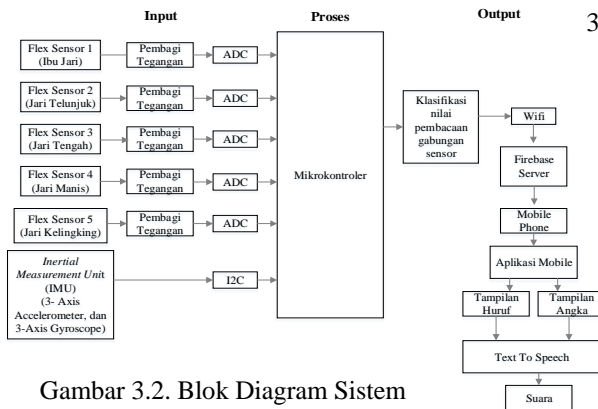 Input
Proses
Output
3
Flex Sensor 1
(Ibu Jari)
Pembagi
Tegangan
ADC
Flex Sensor 2
(Jari Telunjuk)
Pembagi
Tegangan
ADC
Flex Sensor 3
(Jari Tengah)
Pembagi
Tegangan
ADC
Flex Sensor 4
(Jari Manis)
Pembagi
Tegangan
ADC
Flex Sensor 5
(Jari Kelingking)
Pembagi
Tegangan
ADC
Inertial
Measurement Unit
(IMU)
(3- Axis
Accelerometer, dan
3-Axis Gyroscope)
I2C
Mikrokontroler
Klasifikasi
nilai
pembacaan
gabungan
sensor
Wifi
Firebase
Server
Mobile
Phone
Aplikasi Mobile
Tampilan
Huruf
Tampilan
Angka
Text To Speech
Suara
Gambar 3.2. Blok Diagram Sistem